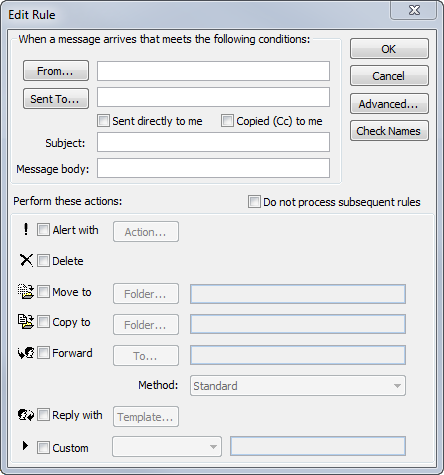 Edit Rule
When a message arrives that meets the following conditions:
OK
From...
Cancel
Sent To...
Advanced...
Sent directly to me Copied (Cc) to me
Check Names
Subject:
Message body:
Perform these actions: Do not process subsequent rules
! Alert with Action...
Delete
Move to Folder...
Copy to Folder...
Forward To...
Method: Standard
Reply with Template...
Custom